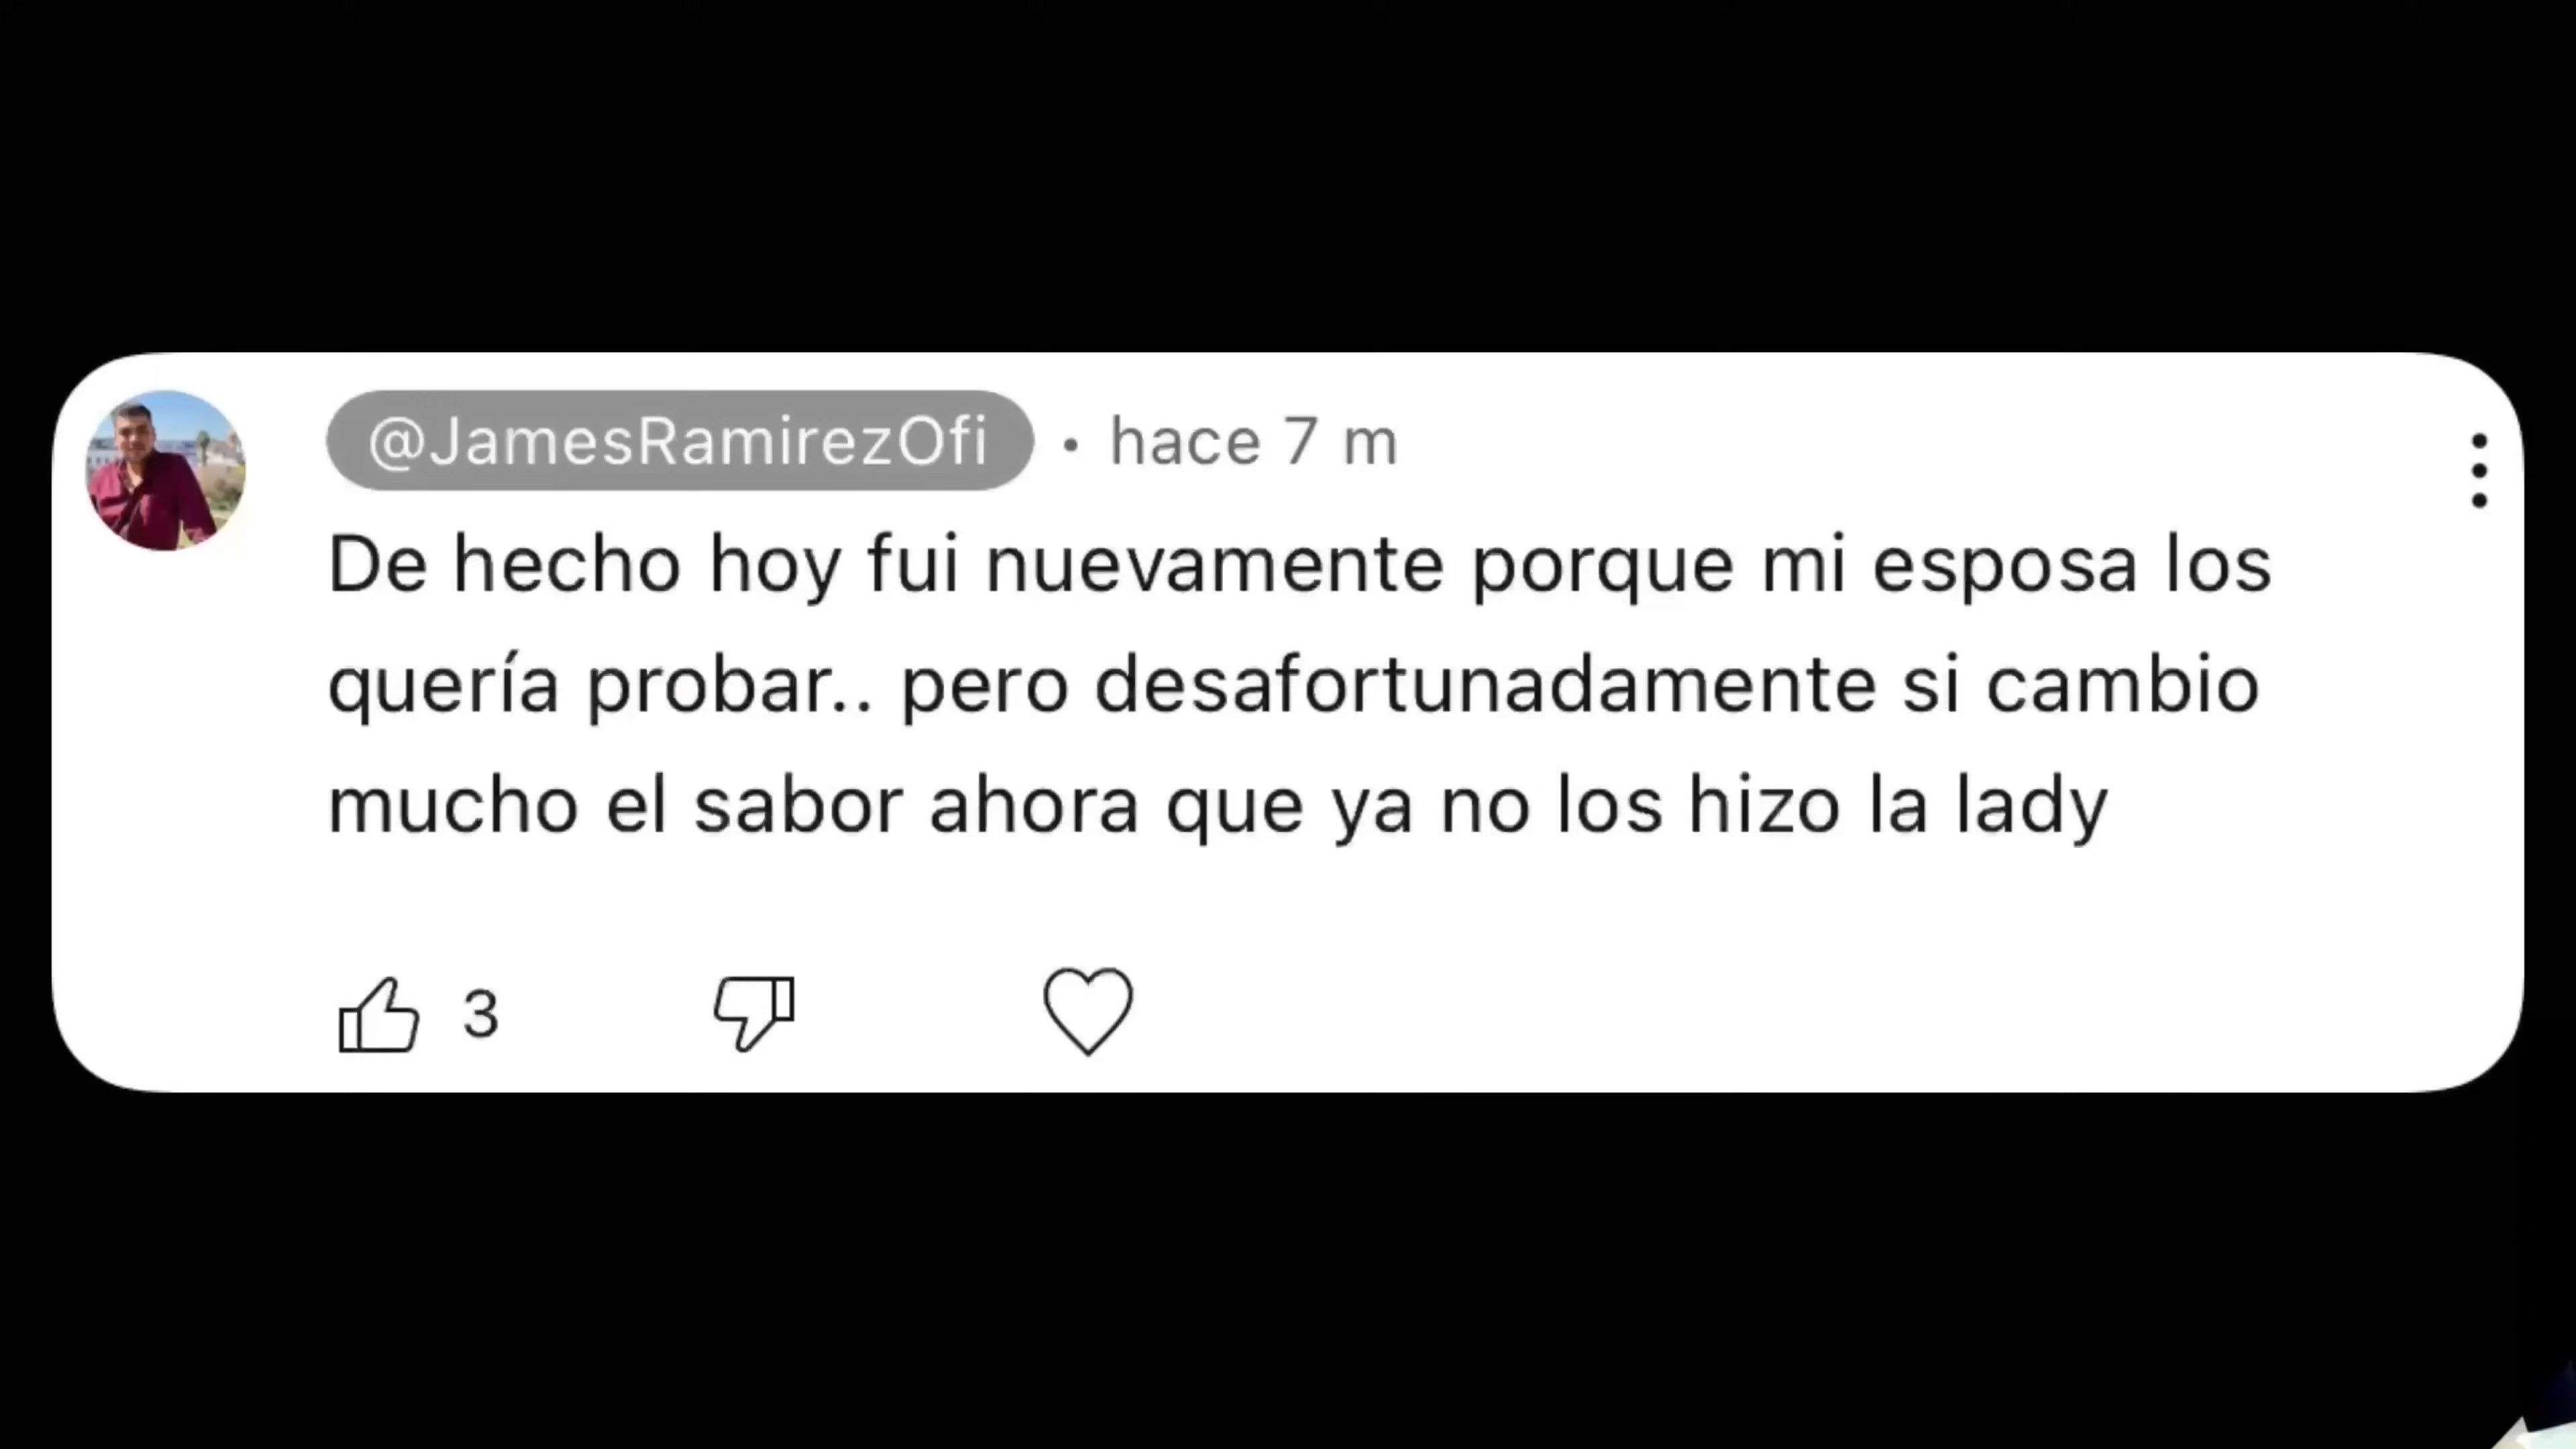 @JamesRamirezOfi · hace 7 m
De hecho hoy fui nuevamente porque mi esposa los
quería probar.. pero desafortunadamente si cambio
mucho el sabor ahora que ya no los hizo la lady
3